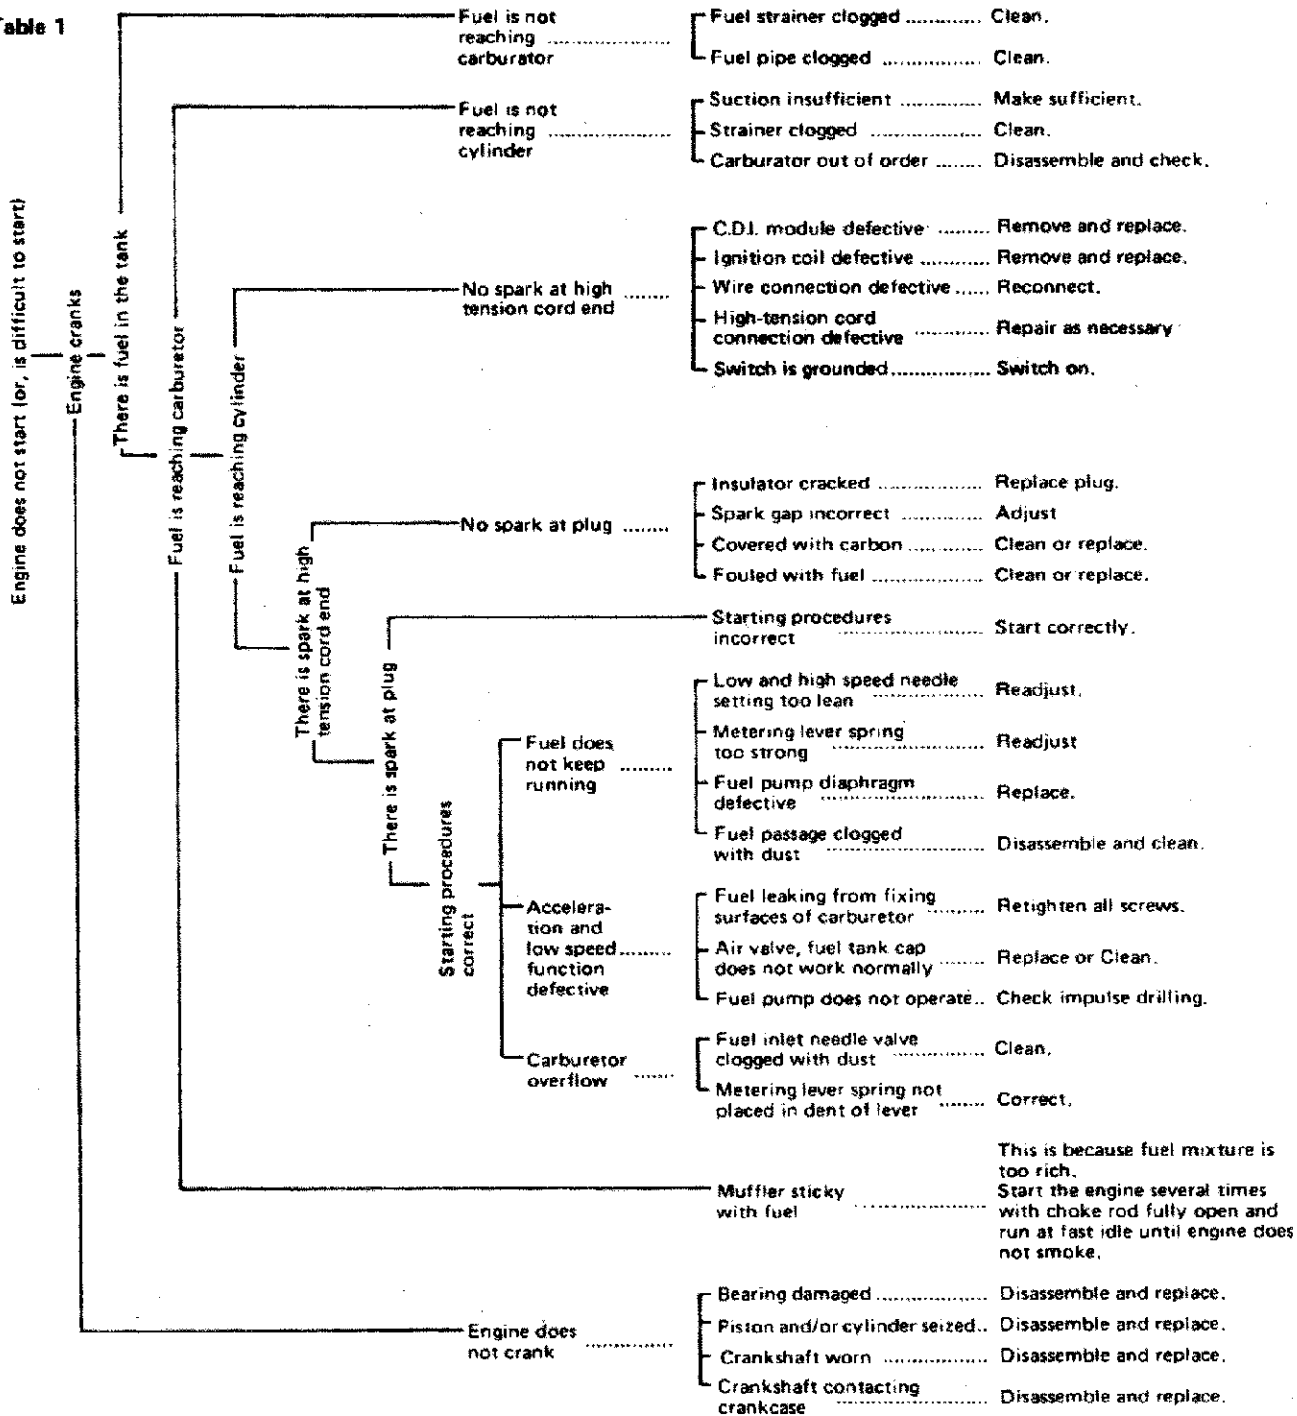 Table 1
Engine does not start (or, is difficult to start)
Engine cranks
There is fuel in the tank
Fuel is reaching carburetor
Fuel is reaching cylinder
There is spark at high
tension cord end
There is spark at plug
Starting procedures
correct
Fuel is not
reaching
carburator
Fuel strainer clogged ............. Clean.
Fuel pipe clogged ................ Clean.
Fuel is not
reaching
cylinder
Suction insufficient ............. Make sufficient.
Strainer clogged .................. Clean.
Carburator out of order ........ Disassemble and check.
No spark at high
tension cord end
C.D.I. module defective ......... Remove and replace.
Ignition coil defective ........... Remove and replace.
Wire connection defective ...... Reconnect.
High-tension cord
connection defective ............ Repair as necessary
Switch is grounded................ Switch on.
No spark at plug ........
Insulator cracked ................ Replace plug.
Spark gap incorrect ............. Adjust
Covered with carbon ............ Clean or replace.
Fouled with fuel .................. Clean or replace.
Starting procedures
incorrect ....................... Start correctly.
Fuel does
not keep
running
Low and high speed needle
setting too lean ................ Readjust.
Metering lever spring
too strong ....................... Readjust
Fuel pump diaphragm
defective ........................ Replace.
Fuel passage clogged
with dust ........................ Disassemble and clean.
Accelera-
tion and
low speed
function
defective
Fuel leaking from fixing
surfaces of carburetor ........ Retighten all screws.
Air valve, fuel tank cap
does not work normally ....... Replace or Clean.
Fuel pump does not operate.. Check impulse drilling.
Carburetor
overflow
Fuel inlet needle valve
clogged with dust .............. Clean.
Metering lever spring not
placed in dent of lever ........ Correct.
Muffler sticky
with fuel
This is because fuel mixture is
too rich.
Start the engine several times
with choke rod fully open and
run at fast idle until engine does
not smoke.
Engine does
not crank
Bearing damaged .................. Disassemble and replace.
Piston and/or cylinder seized.. Disassemble and replace.
Crankshaft worn ................. Disassemble and replace.
Crankshaft contacting
crankcase ....................... Disassemble and replace.